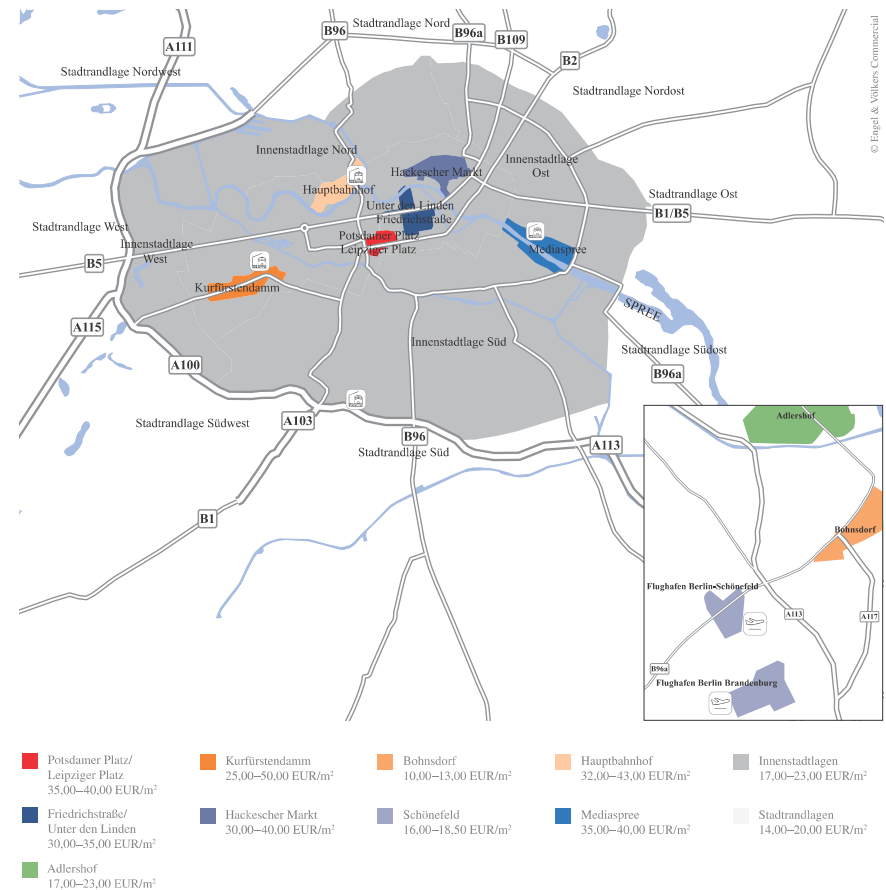 B96
Stadtrandlage Nord
B96a
B109
A111
B2
© Engel & Völkers Commercial
Stadtrandlage Nordwest
Stadtrandlage Nordost
Innenstadtlage Nord
Innenstadtlage
Ost
Hackescher Markt
Hauptbahnhof
Stadtrandlage Ost
Unter den Linden
Friedrichstraße
B1/B5
Stadtrandlage West
Innenstadtlage
West
Potsdamer Platz
Leipziger Platz
Mediaspree
B5
Kurfürstendamm
SPREE
A115
Innenstadtlage Süd
Stadtrandlage Südost
A100
B96a
Stadtrandlage Südwest
A103
B96
Stadtrandlage Süd
A113
B1
Adlershof
Bohnsdorf
Flughafen Berlin-Schönefeld
A113
A117
B96a
Flughafen Berlin Brandenburg
Potsdamer Platz/
Leipziger Platz
35,00–40,00 EUR/m²
Kurfürstendamm
25,00–50,00 EUR/m²
Bohnsdorf
10,00–13,00 EUR/m²
Hauptbahnhof
32,00–43,00 EUR/m²
Innenstadtlagen
17,00–23,00 EUR/m²
Friedrichstraße/
Unter den Linden
30,00–35,00 EUR/m²
Hackescher Markt
30,00–40,00 EUR/m²
Schönefeld
16,00–18,50 EUR/m²
Mediaspree
35,00–40,00 EUR/m²
Stadtrandlagen
14,00–20,00 EUR/m²
Adlershof
17,00–23,00 EUR/m²